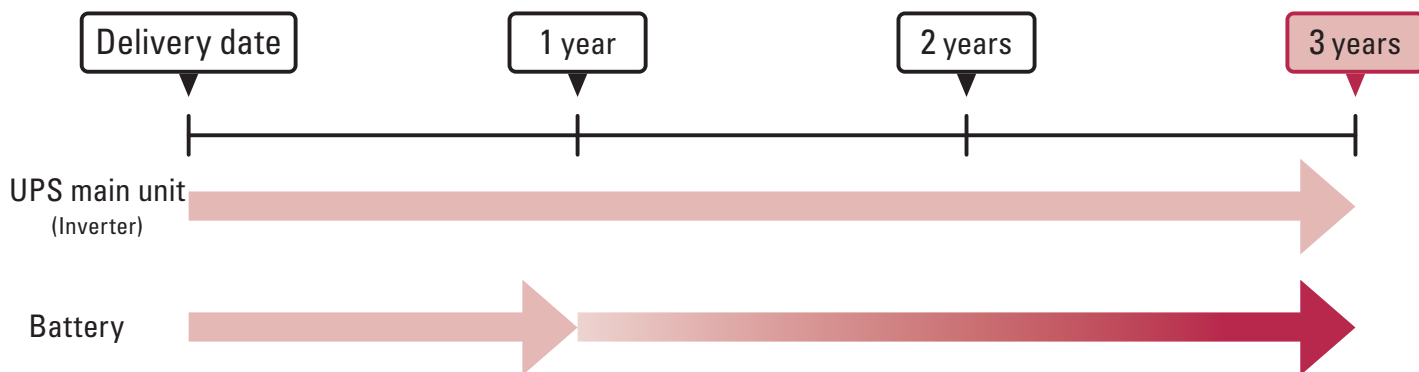 Delivery date
1 year
2 years
3 years
UPS main unit
(Inverter)
Battery